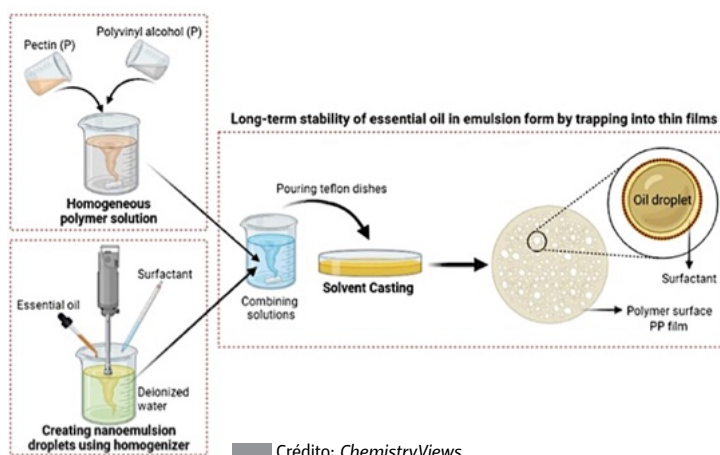 Pectin (P)
Polyvinyl alcohol (P)
Homogeneous
polymer solution
Essential oil
Surfactant
Deionized
water
Creating nanoemulsion
droplets using homogenizer
Long-term stability of essential oil in emulsion form by trapping into thin films
Pouring teflon dishes
Combining
solutions
Solvent Casting
Oil droplet
Surfactant
Polymer surface
PP film
Crédito: ChemistryViews